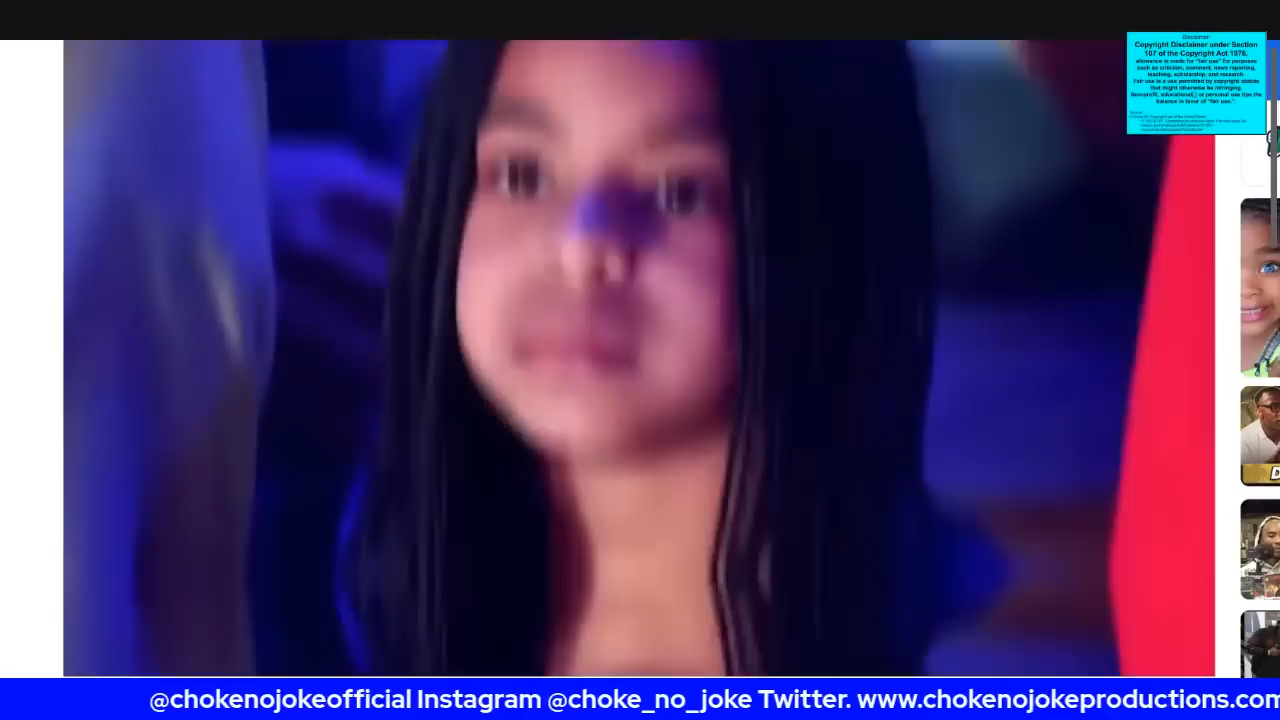 Disclaimer
Copyright Disclaimer under Section
107 of the Copyright Act 1976,
allowance is made for "fair use" for purposes
such as criticism, comment, news reporting,
teaching, scholarship, and research.
Fair use is a use permitted by copyright statute
that might otherwise be infringing.
Non-profit, educational[,] or personal use tips the
balance in favor of "fair use.".
@chokenojokeofficial Instagram @choke_no_joke Twitter. www.chokenojokeproductions.com